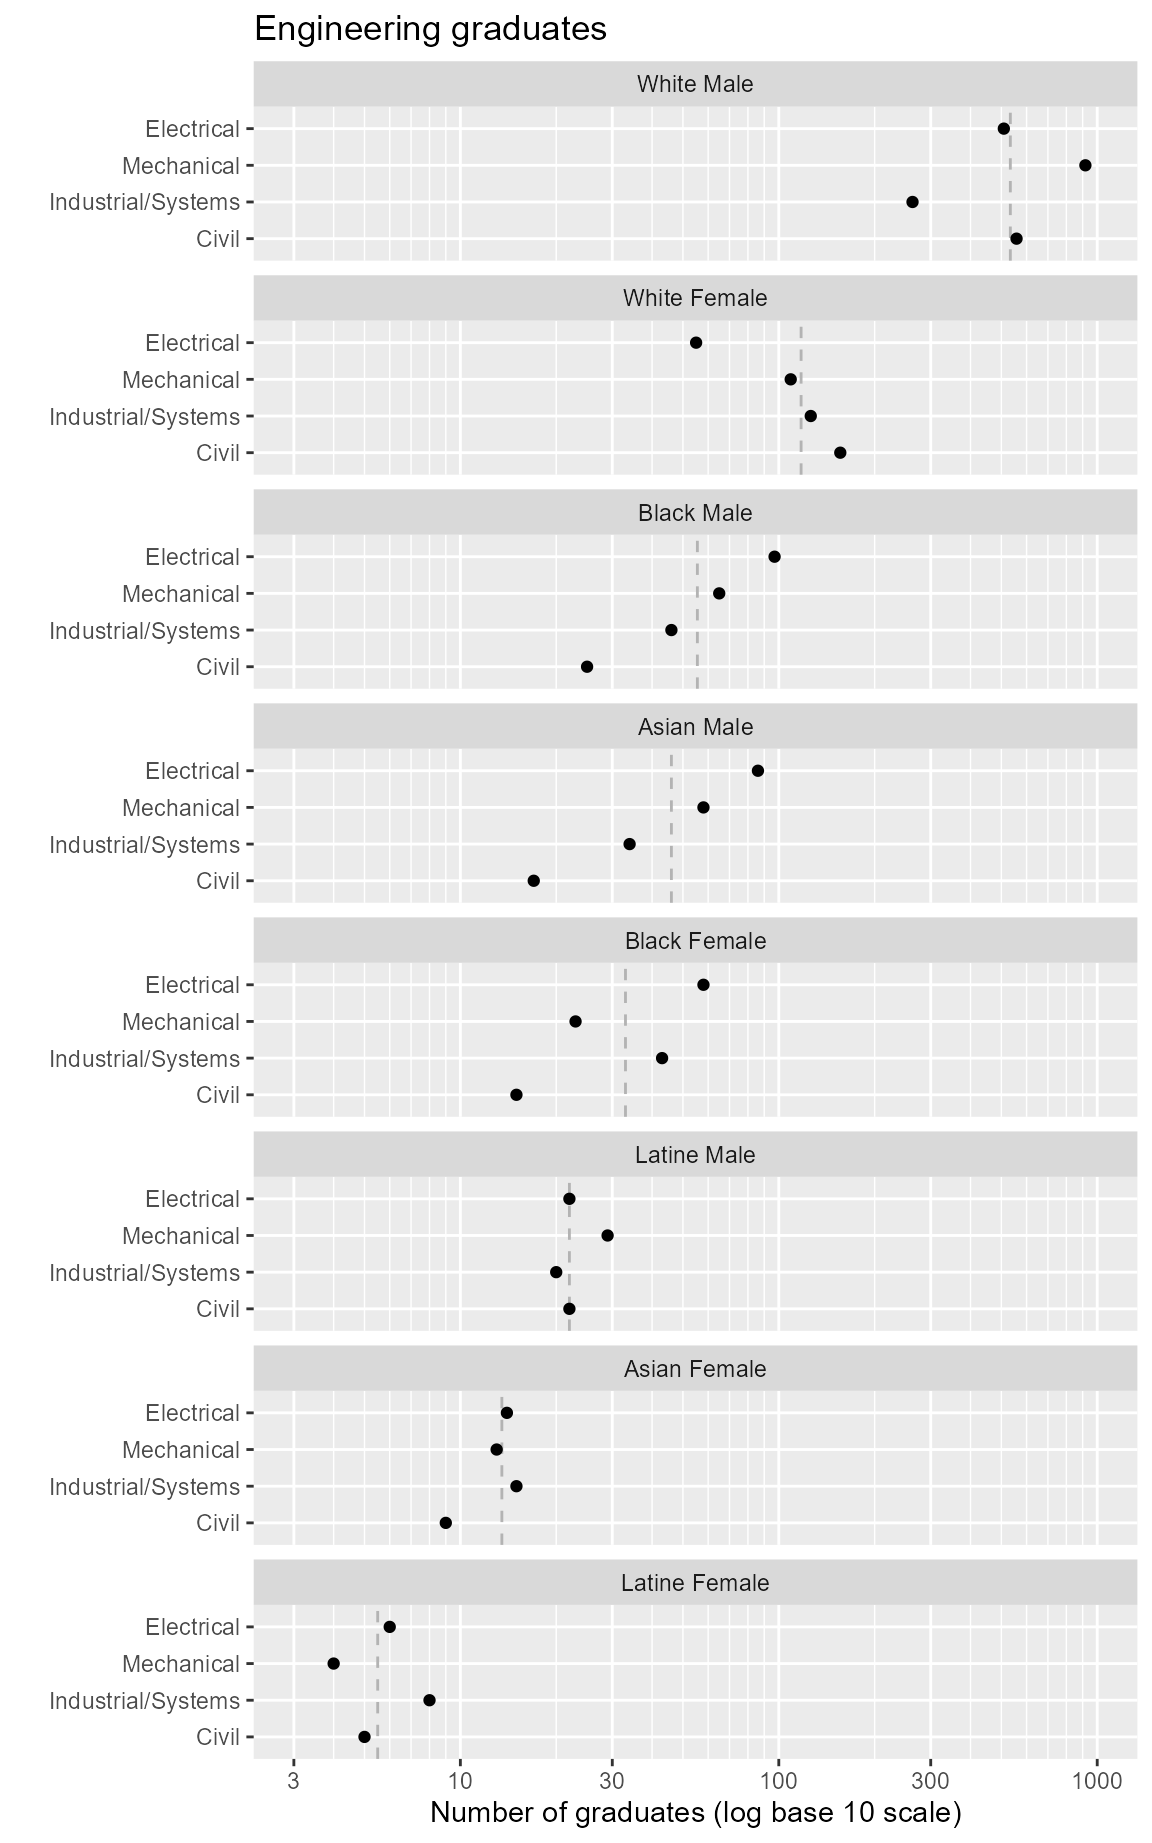 Engineering graduates
White Male
Electrical
Mechanical
Industrial/Systems
Civil
White Female
Electrical
Mechanical
Industrial/Systems
Civil
Black Male
Electrical
Mechanical
Industrial/Systems
Civil
Asian Male
Electrical
Mechanical
Industrial/Systems
Civil
Black Female
Electrical
Mechanical
Industrial/Systems
Civil
Latine Male
Electrical
Mechanical
Industrial/Systems
Civil
Asian Female
Electrical
Mechanical
Industrial/Systems
Civil
Latine Female
Electrical
Mechanical
Industrial/Systems
Civil
3 10 30 100 300 1000
Number of graduates (log base 10 scale)